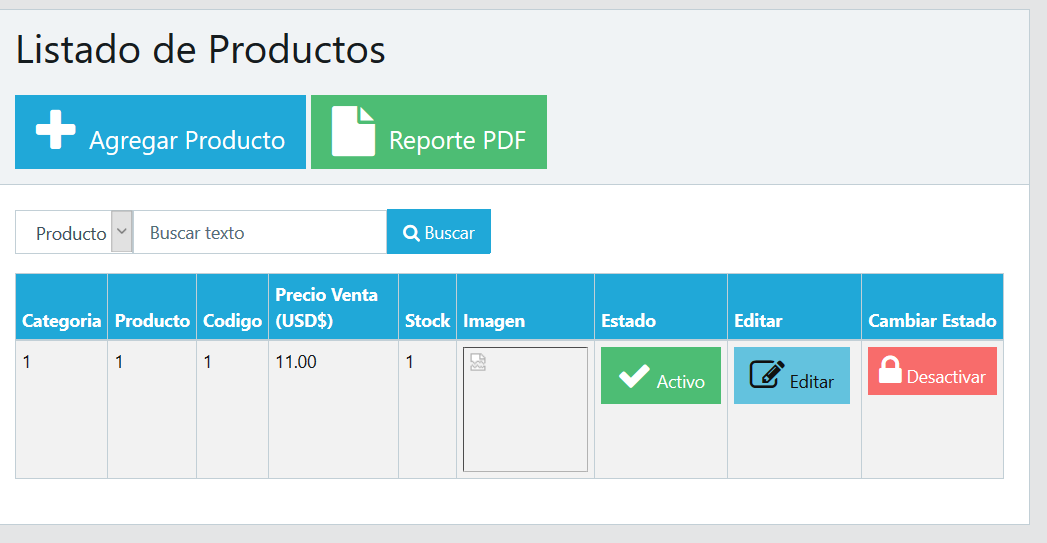 Listado de Productos
Agregar Producto
Reporte PDF
Producto
Buscar texto
Buscar
Categoria Producto Codigo Precio Venta (USD$) Stock Imagen Estado Editar Cambiar Estado
1 1 1 11.00 1 Activo Editar Desactivar